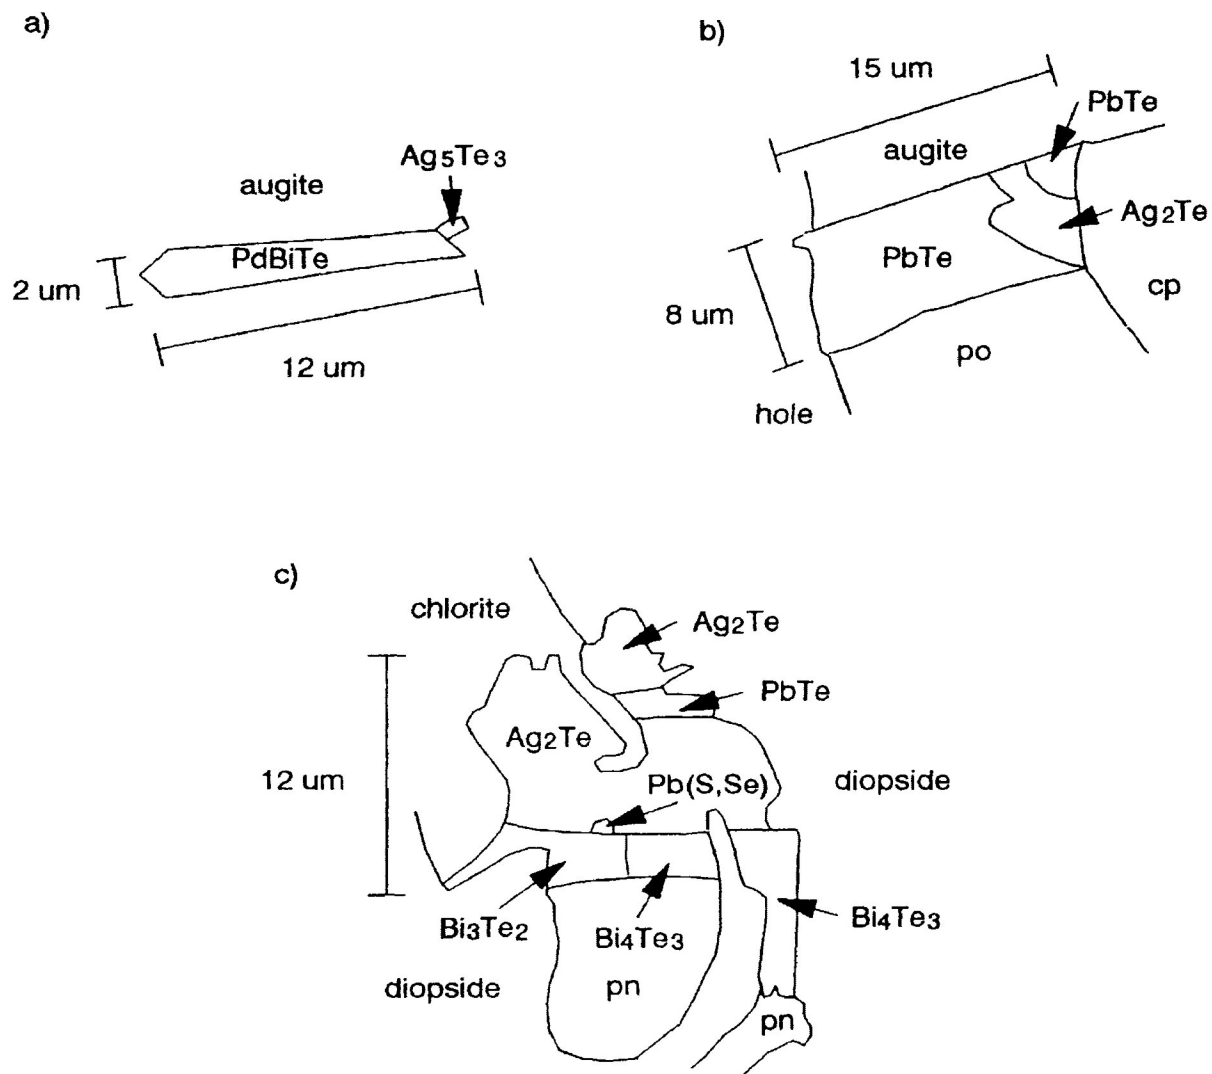 a)
augite
Ag5Te3
PdBiTe
2 um
12 um
b)
15 um
PbTe
augite
Ag2Te
PbTe
8 um
cp
po
hole
c)
chlorite
Ag2Te
PbTe
Ag2Te
12 um
Pb(S,Se)
diopside
Bi3Te2
Bi4Te3
Bi4Te3
diopside
pn
pn